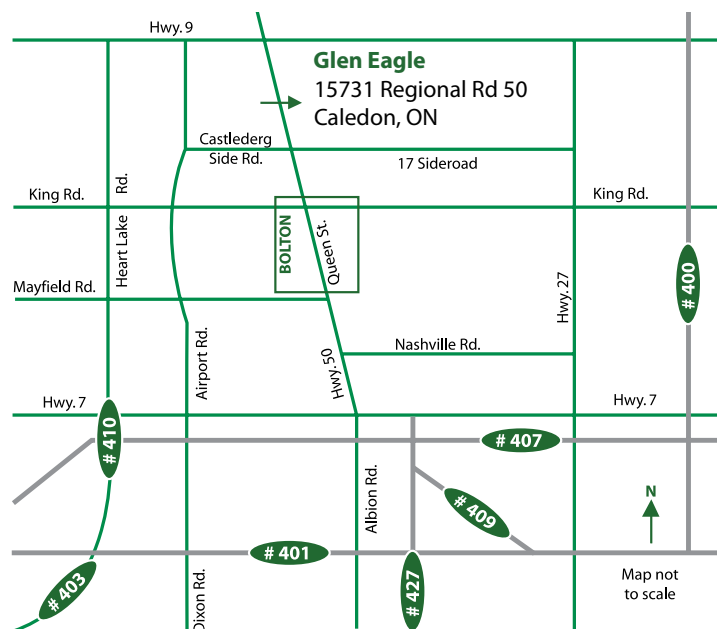 Hwy. 9
Glen Eagle
15731 Regional Rd 50
Caledon, ON
Castlederg
Side Rd.
17 Sideroad
King Rd.
King Rd.
Heart Lake Rd.
BOLTON
Queen St.
Mayfield Rd.
Hwy. 27
# 400
Airport Rd.
Hwy. 50
Nashville Rd.
Hwy. 7
Hwy. 7
# 410
# 407
Albion Rd.
# 409
N
# 401
# 403
Dixon Rd.
# 427
Map not
to scale